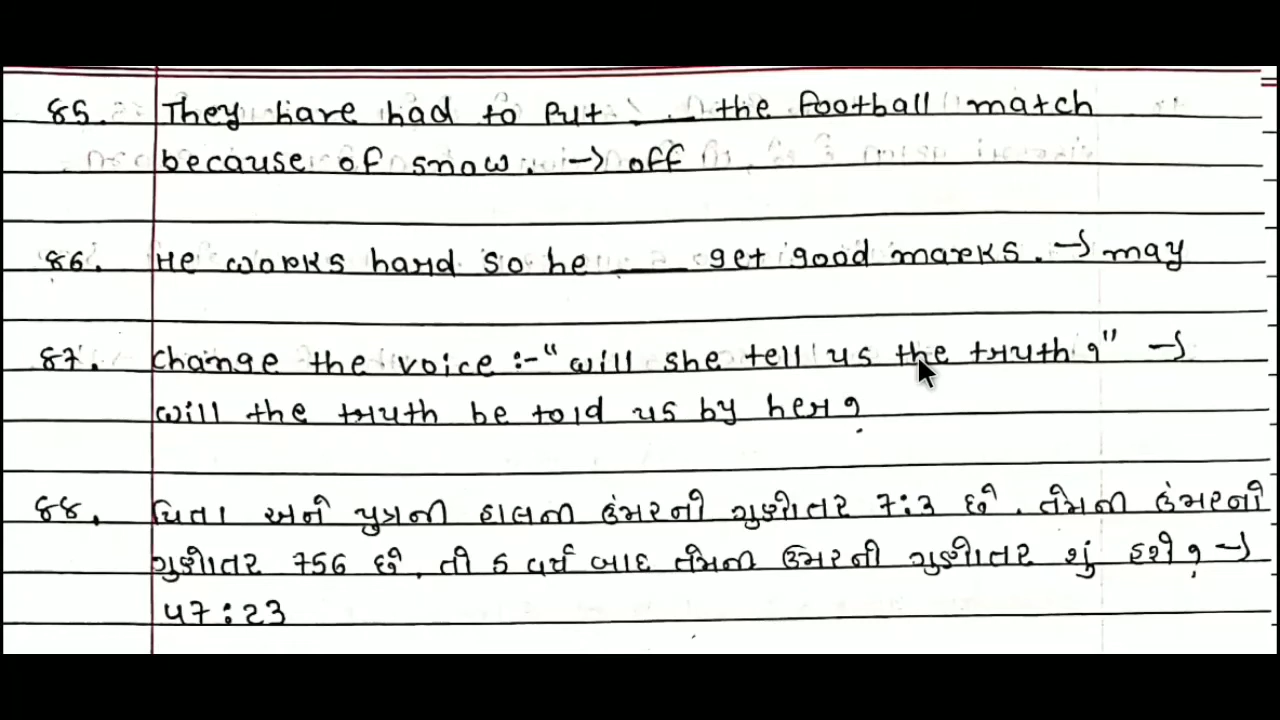 85. They have had to put ___ the football match
because of snow. → off
86. He works hard so he ___ get good marks. → may
87. Change the voice :- "will she tell us the truth ?" →
will the truth be told us by her ?
88. પિતા અને પુત્રની હાલની ઉંમરનો ગુણોતર 7:3 છે. તેમની ઉંમરનો
ગુણોતર 756 છે. તો 5 વર્ષ બાદ તેમની ઉંમરનો ગુણોતર શું હશે ? →
47:23